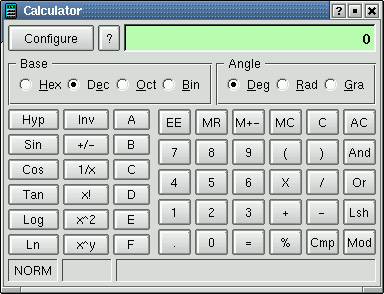 Calculator ?
Configure ? 0
Base Angle
Hex Dec Oct Bin Deg Rad Gra
Hyp Inv A EE MR M+- MC C AC
Sin +/- B 7 8 9 ( ) And
Cos 1/x C 4 5 6 X / Or
Tan x! D 1 2 3 + - Lsh
Log x^2 E . 0 = % Cmp Mod
Ln x^y F
NORM